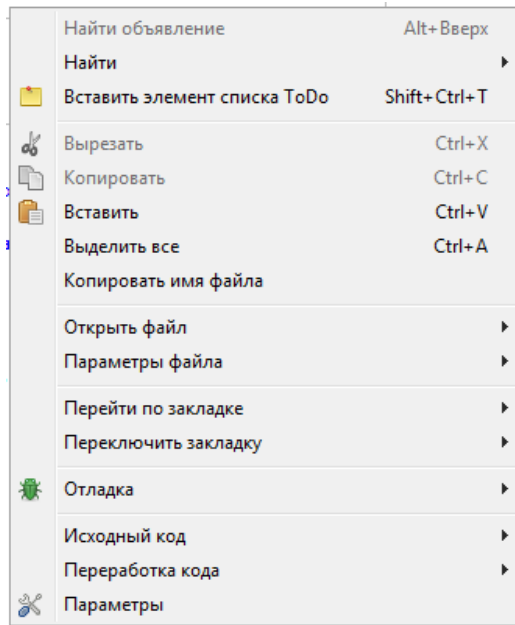 Найти объявление Alt+Вверх
Найти
Вставить элемент списка ToDo Shift+Ctrl+T
Вырезать Ctrl+X
Копировать Ctrl+C
Вставить Ctrl+V
Выделить все Ctrl+A
Копировать имя файла
Открыть файл
Параметры файла
Перейти по закладке
Переключить закладку
Отладка
Исходный код
Переработка кода
Параметры